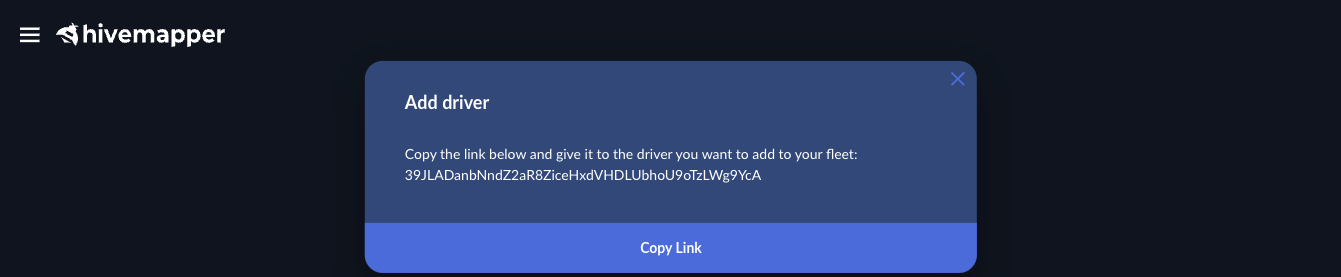 hivemapper
Add driver
Copy the link below and give it to the driver you want to add to your fleet:
39JLADanbNndZ2aR8ZiceHxdVHDLUbhoU9oTzLWg9YcA
Copy Link